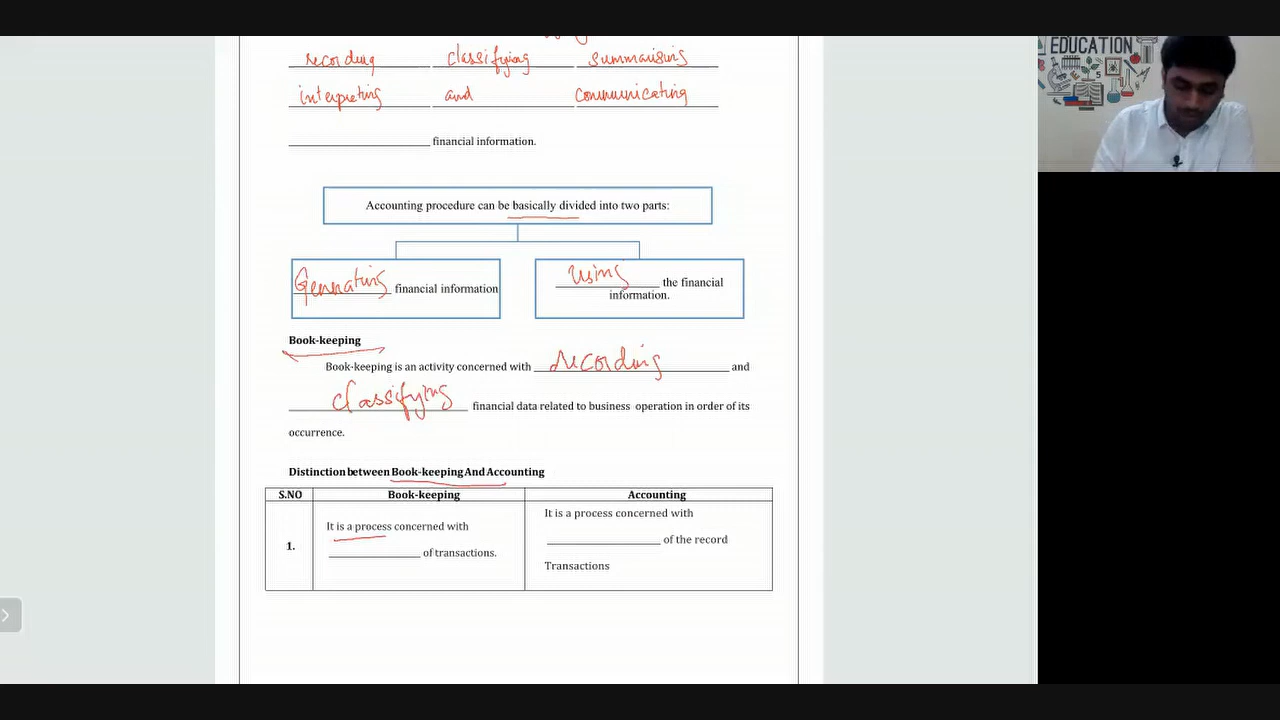 EDUCATION
recording classifying summarising
interpreting and communicating
financial information.
Accounting procedure can be basically divided into two parts:
Generating financial information
using the financial
information.
Book-keeping
Book-keeping is an activity concerned with recording and
classifying financial data related to business operation in order of its
occurrence.
Distinction between Book-keeping And Accounting
S.NO Book-keeping Accounting
1.
It is a process concerned with
of transactions.
It is a process concerned with
of the record
Transactions